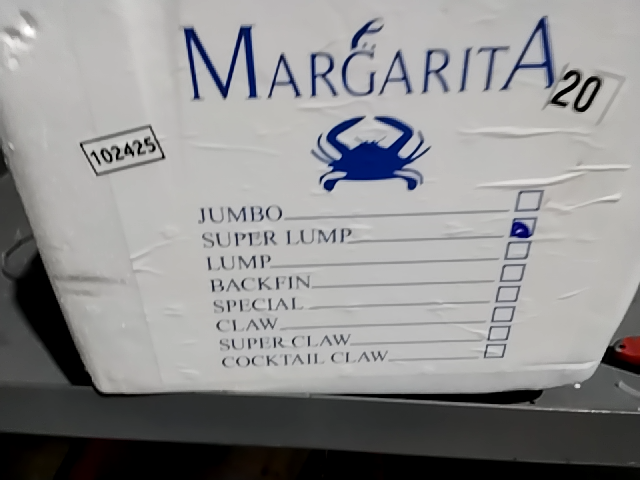 MARGARITA
20
102425
JUMBO
SUPER LUMP
LUMP
BACKFIN
SPECIAL
CLAW
SUPER CLAW
COCKTAIL CLAW